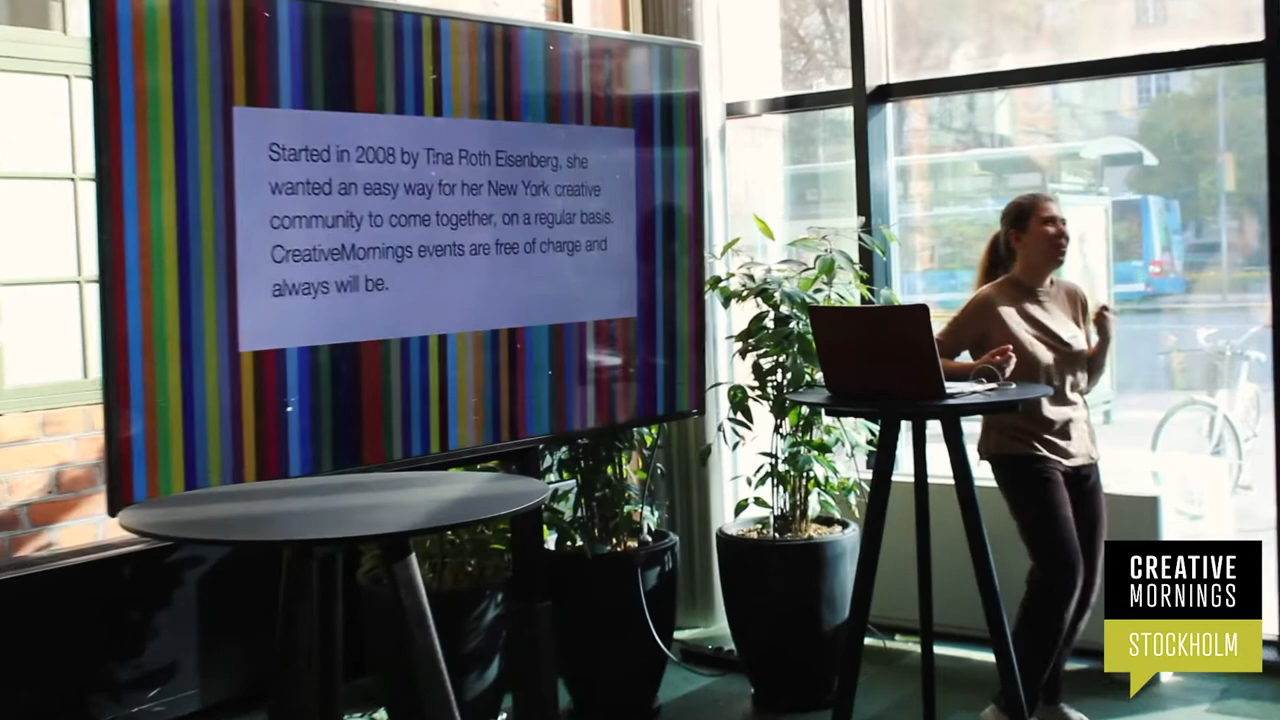 Started in 2008 by Tina Roth Eisenberg, she
wanted an easy way for her New York creative
community to come together, on a regular basis.
CreativeMornings events are free of charge and
always will be.
CREATIVE
MORNINGS
STOCKHOLM